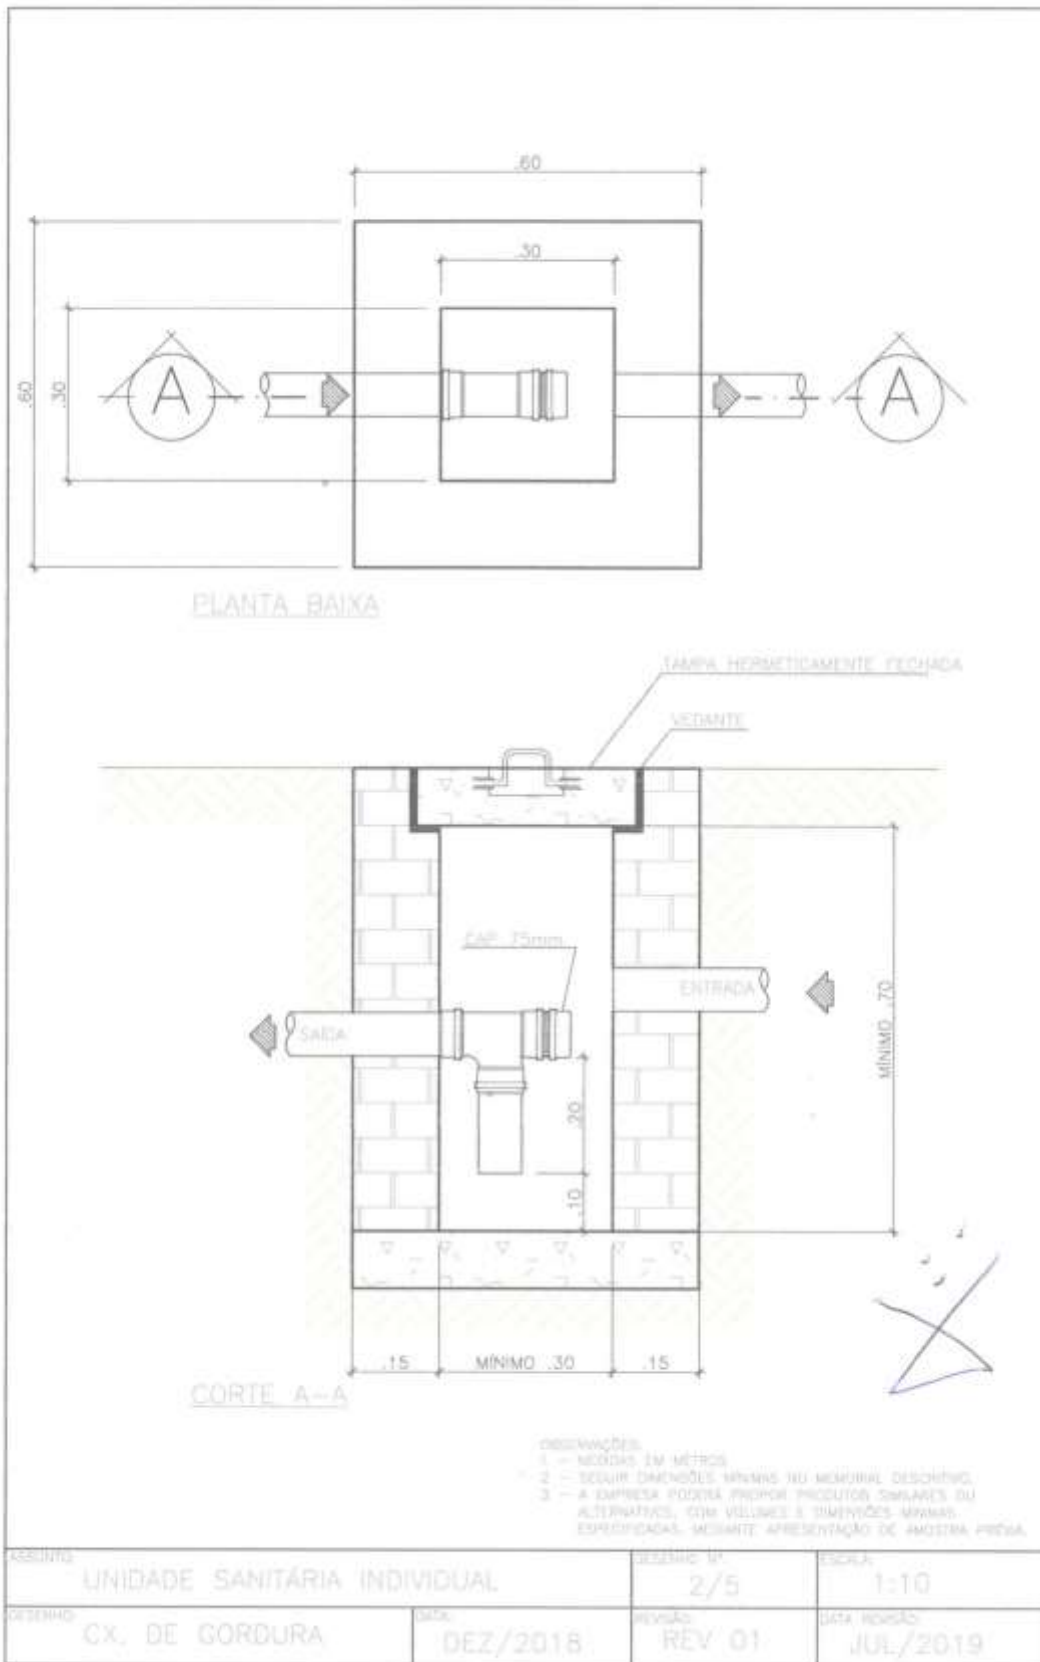 .60
.30
.60
.30
A
A
PLANTA BAIXA
TAMPA HERMETICAMENTE FECHADA
VEDANTE
CAP 75mm
ENTRADA
SAÍDA
MÍNIMO .70
.20
.10
.15
MÍNIMO .30
.15
CORTE A-A
OBSERVAÇÕES:
1 - MEDIDAS EM METROS
2 - SEGUIR DIMENSÕES MÍNIMAS NO MEMORIAL DESCRITIVO.
3 - A EMPRESA PODERÁ PROPOR PRODUTOS SIMILARES OU
ALTERNATIVOS, COM VOLUMES E DIMENSÕES MÍNIMAS
ESPECIFICADAS, MEDIANTE APRESENTAÇÃO DE AMOSTRA PRÉVIA.
ASSUNTO:
UNIDADE SANITÁRIA INDIVIDUAL
DESENHO Nº
2/5
ESCALA:
1:10
DESENHO:
CX. DE GORDURA
DATA:
DEZ/2018
REVISÃO:
REV 01
DATA REVISÃO:
JUL/2019